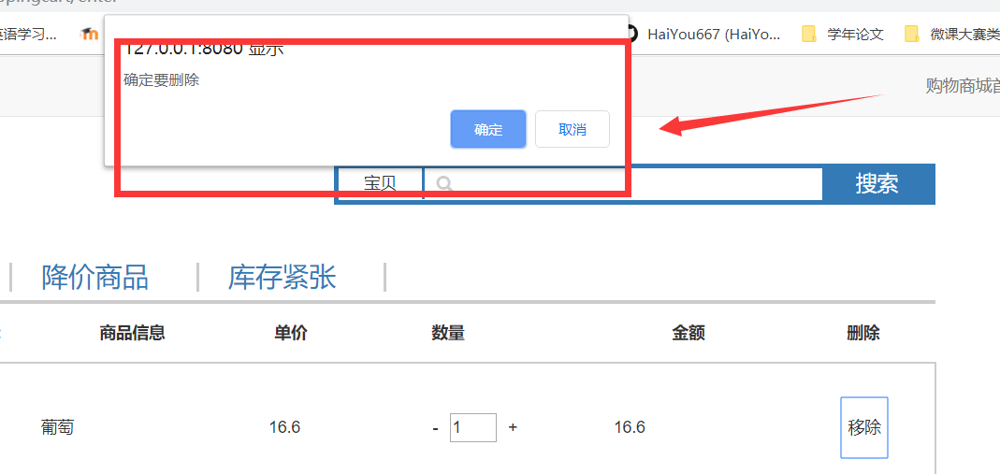 英语学习...
HaiYou667 (HaiYo...
学年论文
微课大赛类
127.0.0.1:8080 显示
确定要删除
确定
取消
购物商城首
宝贝
搜索
降价商品
库存紧张
商品信息
单价
数量
金额
删除
葡萄
16.6
-
1
+
16.6
移除